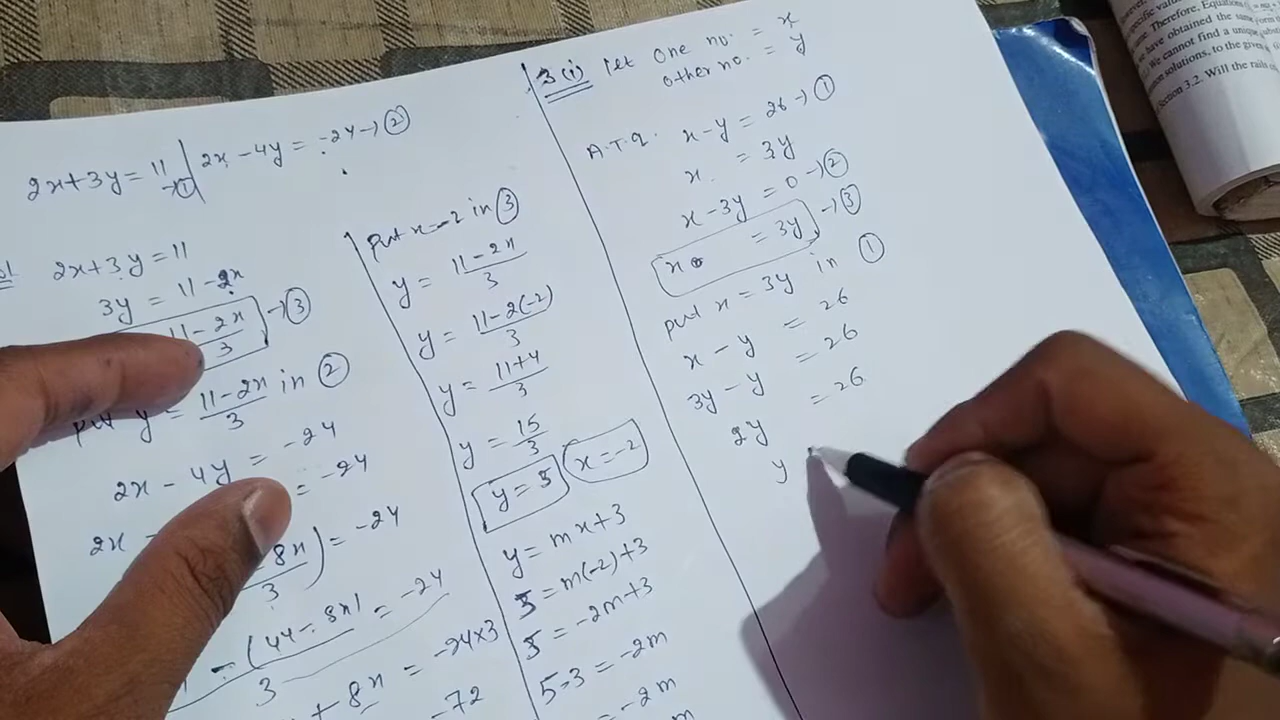 2x+3y=11 →① | 2x-4y = -24 → ②
2x+3y=11
3y = 11-2x
11-2x / 3 → ③
put y = 11-2x / 3 in ②
2x - 4y = -24
2x - = -24
8x / 3 ) = -24
- (44-8x) / 3 = -24
+ 8x = -24×3
-72
put x=-2 in ③
y = 11-2x / 3
y = 11-2(-2) / 3
y = 11+4 / 3
y = 15 / 3
y = 5 x = -2
y = mx+3
5 = m(-2)+3
5 = -2m+3
5-3 = -2m
= -2m
m
3(i) let one no. = x
other no. = y
A.T.Q. x-y = 26 → ①
x = 3y
x-3y = 0 → ②
x = 3y → ③
put x = 3y in ①
x - y = 26
3y - y = 26
2y = 26
y
Therefore, Equation
have obtained the same
We cannot find a unique
solutions, to the given
Section 3.2. Will the rails